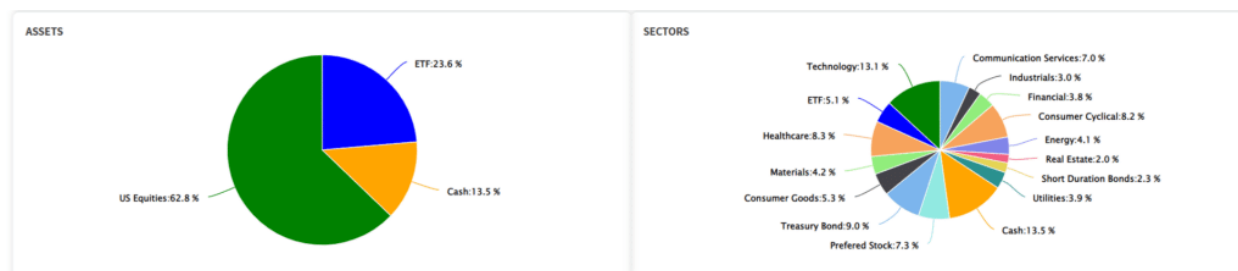 ASSETS
ETF:23.6 %
Cash:13.5 %
US Equities:62.8 %
SECTORS
Communication Services:7.0 %
Industrials:3.0 %
Financial:3.8 %
Consumer Cyclical:8.2 %
Energy:4.1 %
Real Estate:2.0 %
Short Duration Bonds:2.3 %
Utilities:3.9 %
Cash:13.5 %
Prefered Stock:7.3 %
Treasury Bond:9.0 %
Consumer Goods:5.3 %
Materials:4.2 %
Healthcare:8.3 %
ETF:5.1 %
Technology:13.1 %